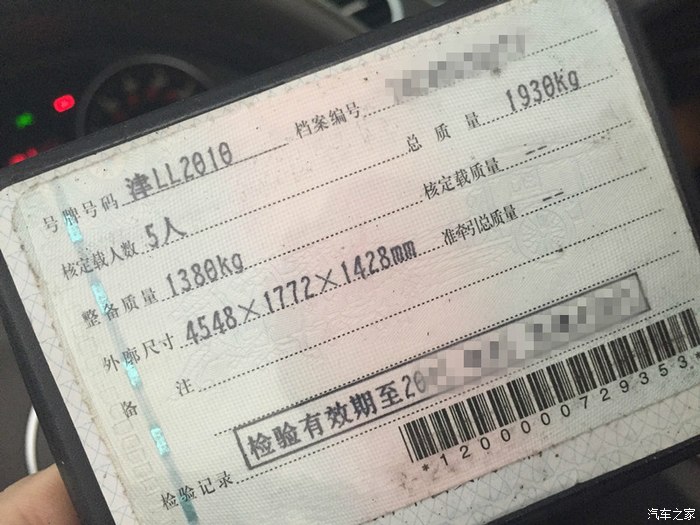 号牌号码 津LL2010 档案编号
核定载人数 5人 总质量 1930kg
整备质量 1380kg 核定载质量 --
外廓尺寸 4548×1772×1428mm 准牵引总质量 --
备注
检验有效期至20
检验记录
*1200000729353
汽车之家